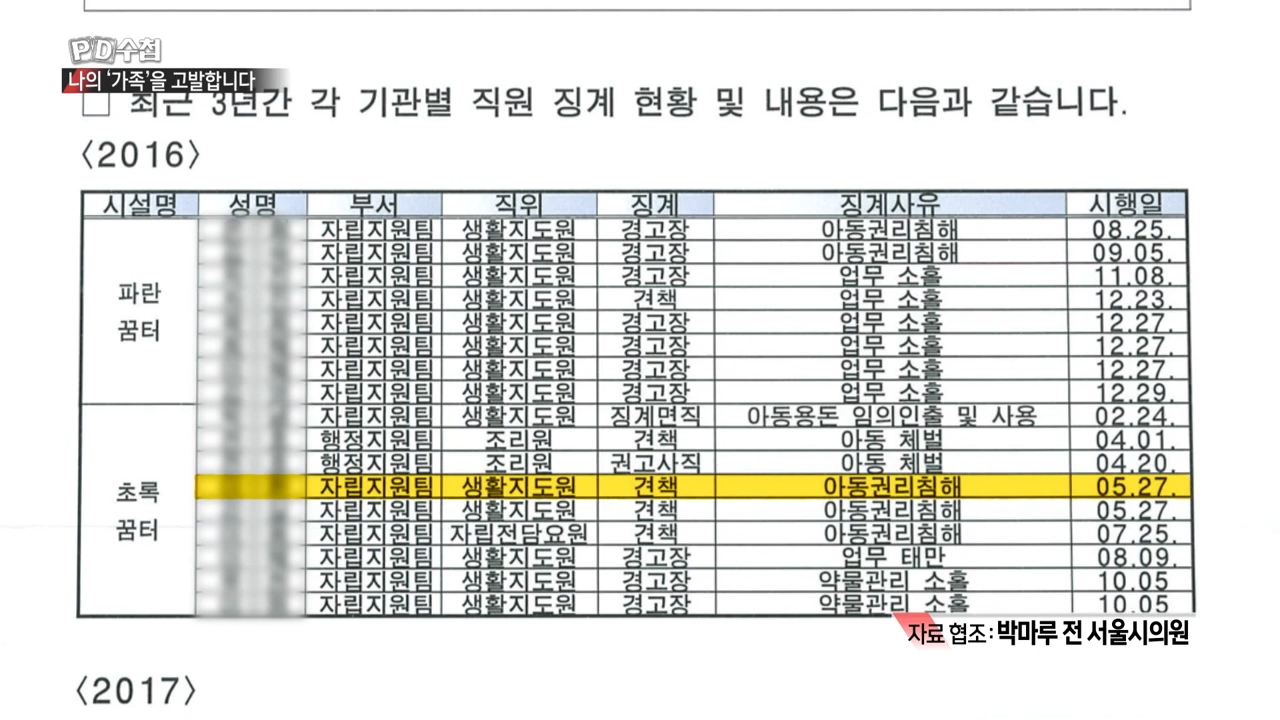 PD수첩
나의 '가족'을 고발합니다
□ 최근 3년간 각 기관별 직원 징계 현황 및 내용은 다음과 같습니다.
〈2016〉
시설명 성명 부서 직위 징계 징계사유 시행일
파란 꿈터
자립지원팀 생활지도원 경고장 아동권리침해 08.25.
자립지원팀 생활지도원 경고장 아동권리침해 09.05.
자립지원팀 생활지도원 경고장 업무 소홀 11.08.
자립지원팀 생활지도원 견책 업무 소홀 12.23.
자립지원팀 생활지도원 경고장 업무 소홀 12.27.
자립지원팀 생활지도원 경고장 업무 소홀 12.27.
자립지원팀 생활지도원 경고장 업무 소홀 12.27.
자립지원팀 생활지도원 경고장 업무 소홀 12.29.
초록 꿈터
자립지원팀 생활지도원 징계면직 아동용돈 임의인출 및 사용 02.24.
행정지원팀 조리원 견책 아동 체벌 04.01.
행정지원팀 조리원 권고사직 아동 체벌 04.20.
자립지원팀 생활지도원 견책 아동권리침해 05.27.
자립지원팀 생활지도원 견책 아동권리침해 05.27.
자립지원팀 자립전담요원 견책 아동권리침해 07.25.
자립지원팀 생활지도원 경고장 업무 태만 08.09.
자립지원팀 생활지도원 경고장 약물관리 소홀 10.05
자립지원팀 생활지도원 경고장 약물관리 소홀 10.05
자료 협조 : 박마루 전 서울시의원
〈2017〉